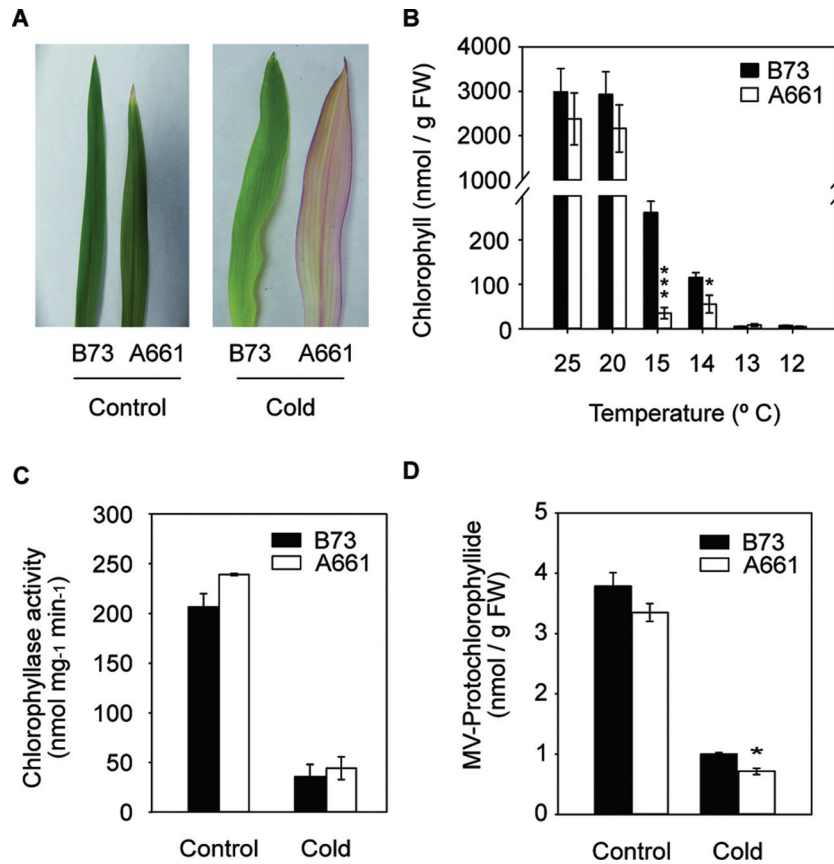 A
B73 A661 B73 A661
Control Cold
B
Chlorophyll (nmol / g FW)
4000
3000
2000
1000
200
100
0
B73
A661
***
*
25 20 15 14 13 12
Temperature (º C)
C
Chlorophyllase activity
(nmol mg-1 min-1)
300
250
200
150
100
50
0
B73
A661
Control Cold
D
MV-Protochlorophyllide
(nmol / g FW)
5
4
3
2
1
0
B73
A661
*
Control Cold